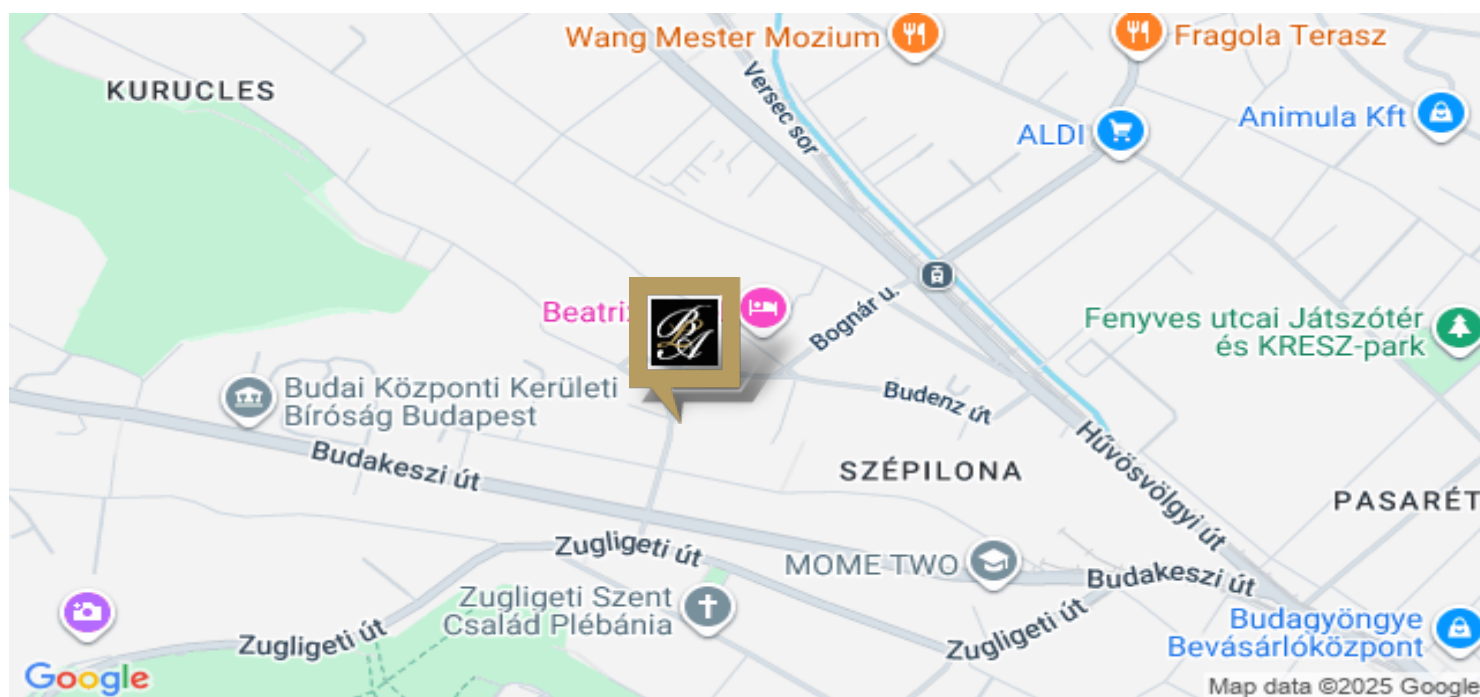 Wang Mester Mozium
Fragola Terasz
KURUCLES
Versec sor
ALDI
Animula Kft
Beatrix
Bognár u.
Fenyves utcai Játszótér
és KRESZ-park
Budai Központi Kerületi
Bíróság Budapest
Budenz út
Budakeszi út
SZÉPILONA
Hűvösvölgyi út
PASARÉT
Zugligeti út
MOME TWO
Budakeszi út
Zugligeti Szent
Család Plébánia
Zugligeti út
Zugligeti út
Budagyöngye
Bevásárlóközpont
Google
Map data ©2025 Google